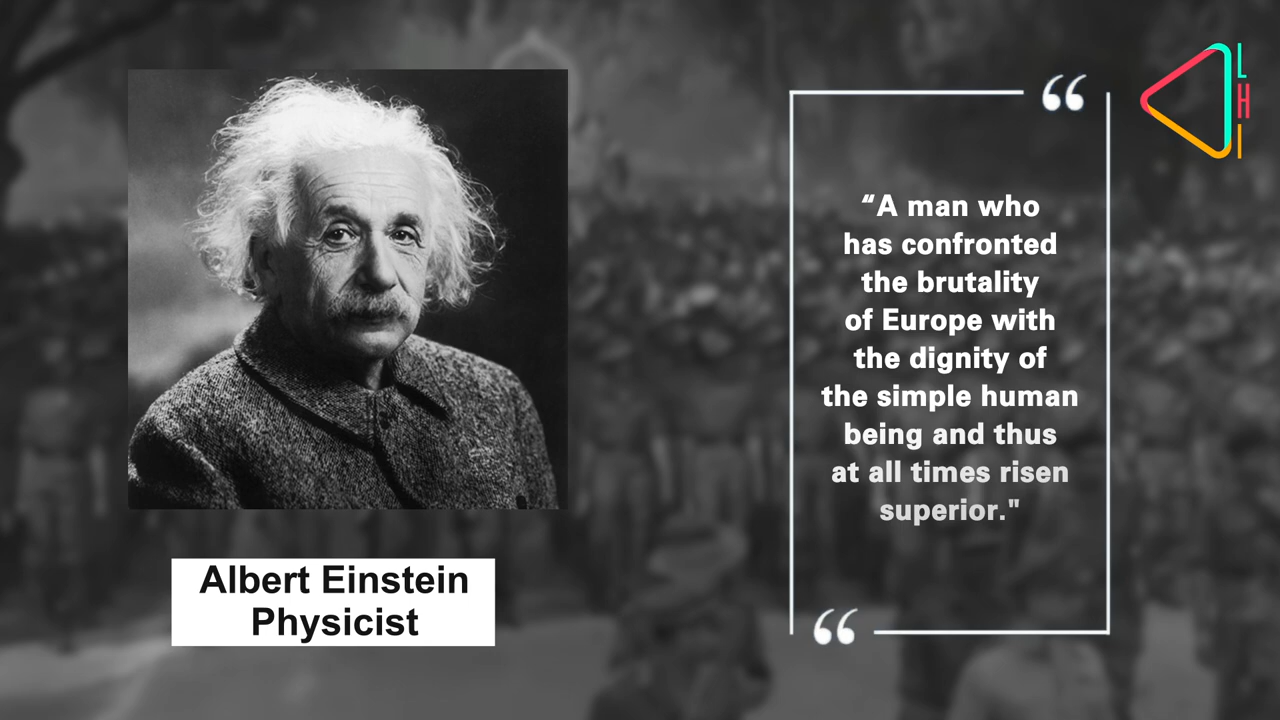 “A man who
has confronted
the brutality
of Europe with
the dignity of
the simple human
being and thus
at all times risen
superior."
Albert Einstein
Physicist
LHI